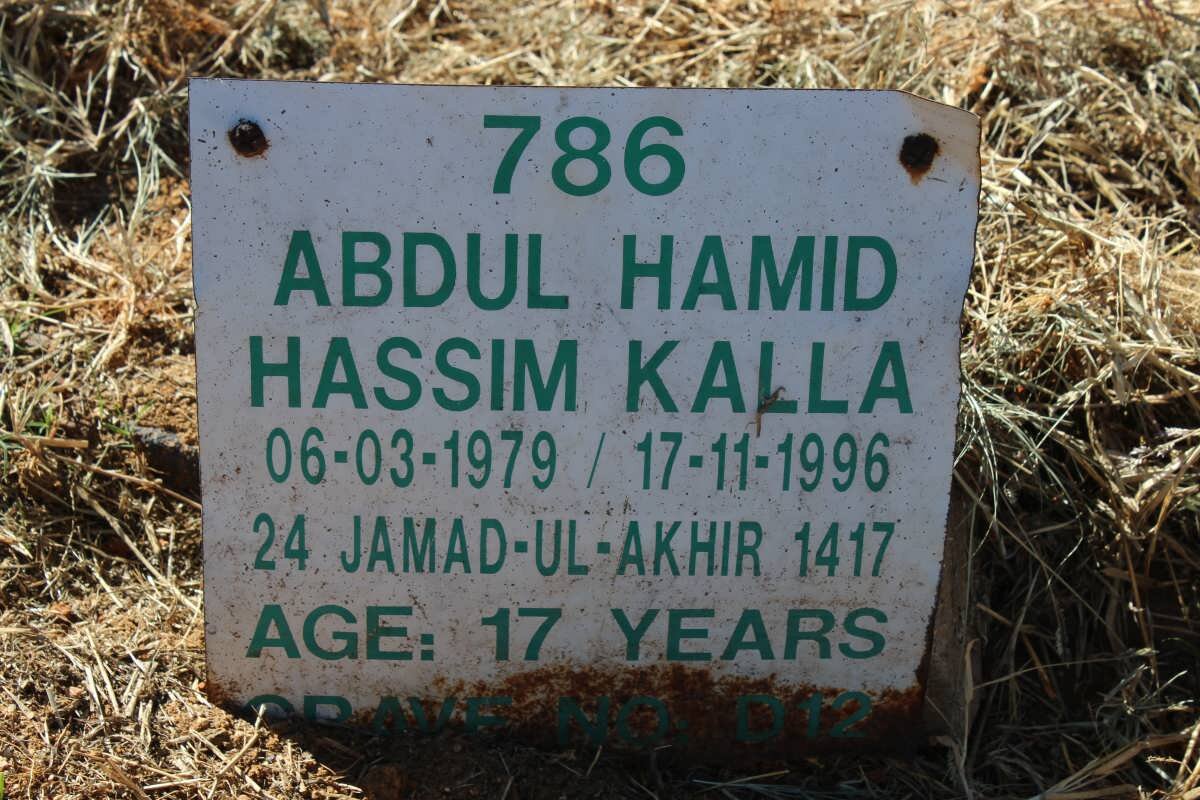 786
ABDUL HAMID
HASSIM KALLA
06-03-1979 / 17-11-1996
24 JAMAD-UL-AKHIR 1417
AGE: 17 YEARS
GRAVE NO: D12